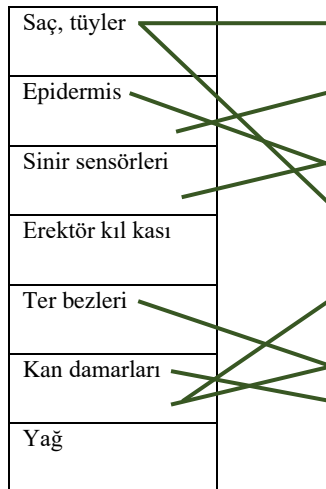 Saç, tüyler
Epidermis
Sinir sensörleri
Erektör kıl kası
Ter bezleri
Kan damarları
Yağ